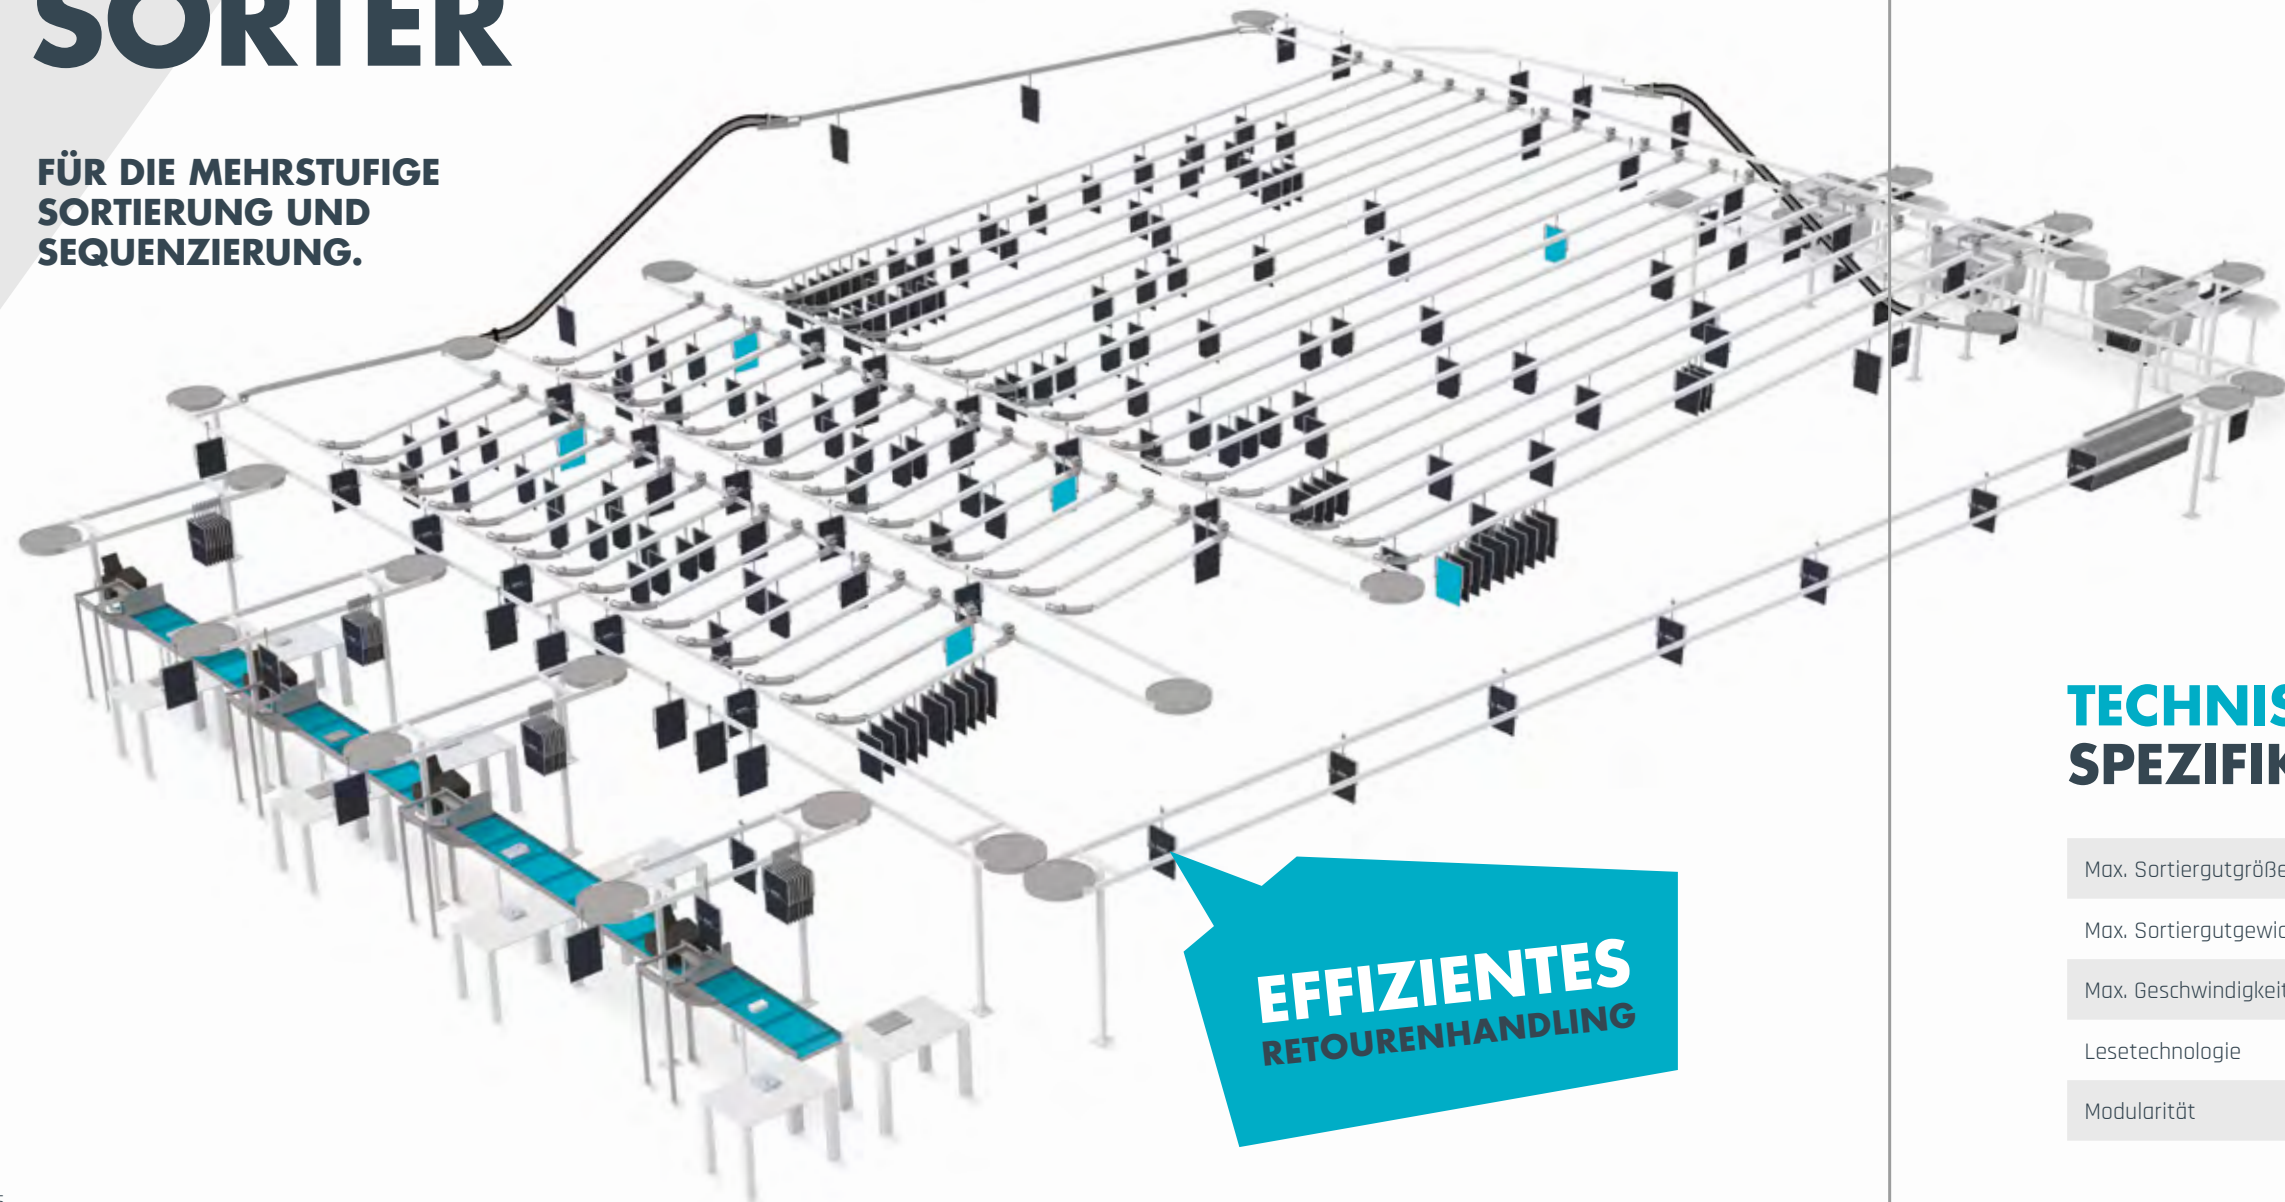 SORTER
FÜR DIE MEHRSTUFIGE
SORTIERUNG UND
SEQUENZIERUNG.
EFFIZIENTES
RETOURENHANDLING
TECHNIS
SPEZIFIK
Max. Sortiergutgröße
Max. Sortiergutgewic
Max. Geschwindigkeit
Lesetechnologie
Modularität